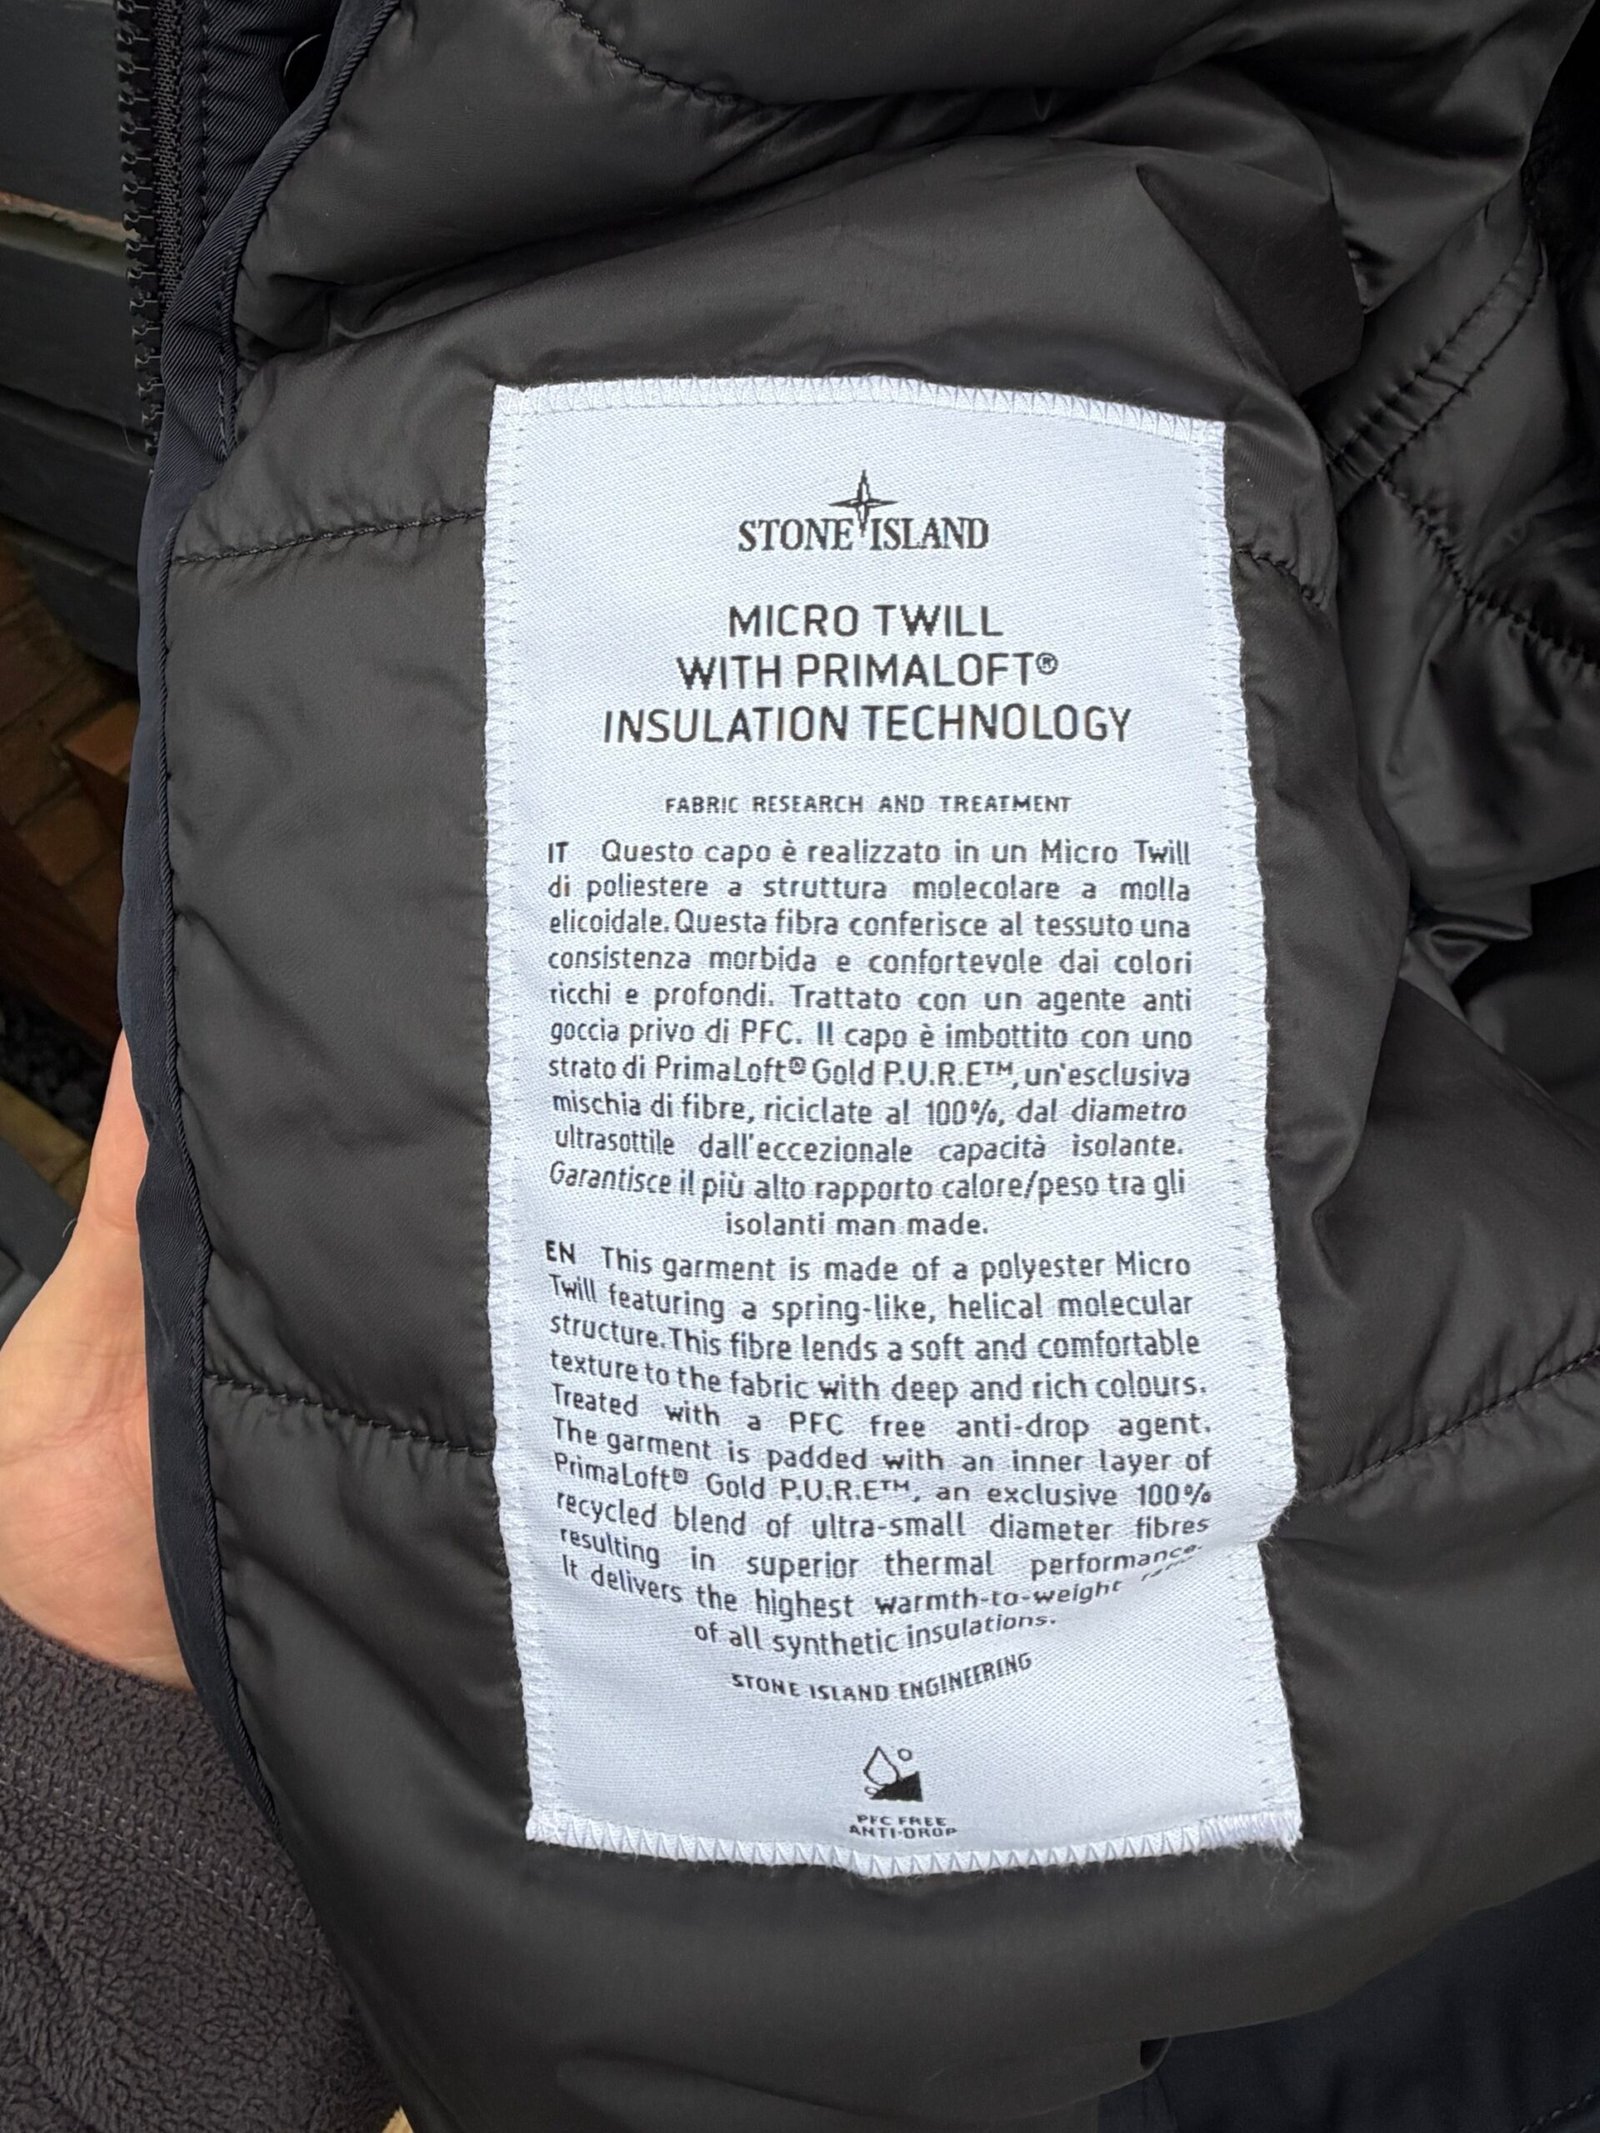 STONE ISLAND
MICRO TWILL
WITH PRIMALOFT®
INSULATION TECHNOLOGY
FABRIC RESEARCH AND TREATMENT
IT Questo capo è realizzato in un Micro Twill
di poliestere a struttura molecolare a molla
elicoidale. Questa fibra conferisce al tessuto una
consistenza morbida e confortevole dai colori
ricchi e profondi. Trattato con un agente anti
goccia privo di PFC. Il capo è imbottito con uno
strato di PrimaLoft® Gold P.U.R.E™, un'esclusiva
mischia di fibre, riciclate al 100%, dal diametro
ultrasottile dall'eccezionale capacità isolante.
Garantisce il più alto rapporto calore/peso tra gli
isolanti man made.
EN This garment is made of a polyester Micro
Twill featuring a spring-like, helical molecular
structure. This fibre lends a soft and comfortable
texture to the fabric with deep and rich colours.
Treated with a PFC free anti-drop agent.
The garment is padded with an inner layer of
PrimaLoft® Gold P.U.R.E™, an exclusive 100%
recycled blend of ultra-small diameter fibres
resulting in superior thermal performance.
It delivers the highest warmth-to-weight
of all synthetic insulations.
STONE ISLAND ENGINEERING
PFC FREE
ANTI-DROP